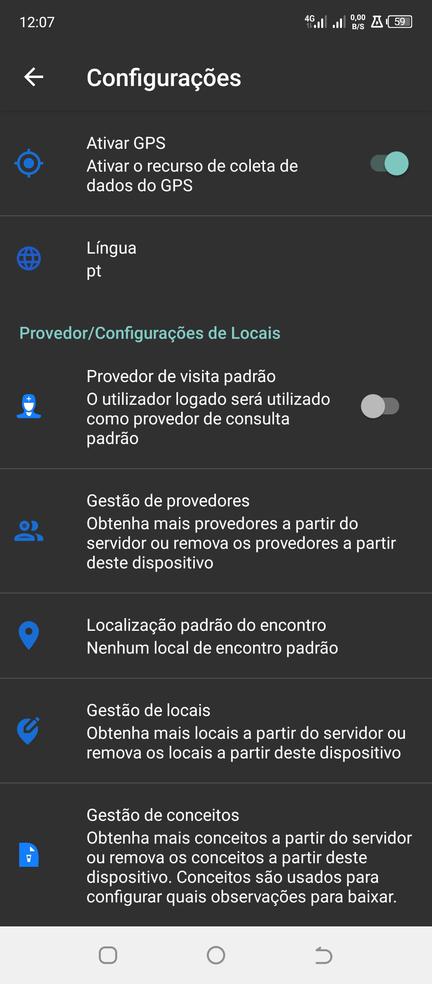 12:07
4G
0,00
B/S
59
Configurações
Ativar GPS
Ativar o recurso de coleta de
dados do GPS
Língua
pt
Provedor/Configurações de Locais
Provedor de visita padrão
O utilizador logado será utilizado
como provedor de consulta
padrão
Gestão de provedores
Obtenha mais provedores a partir do
servidor ou remova os provedores a partir
deste dispositivo
Localização padrão do encontro
Nenhum local de encontro padrão
Gestão de locais
Obtenha mais locais a partir do servidor ou
remova os locais a partir deste dispositivo
Gestão de conceitos
Obtenha mais conceitos a partir do servidor
ou remova os conceitos a partir deste
dispositivo. Conceitos são usados para
configurar quais observações para baixar.